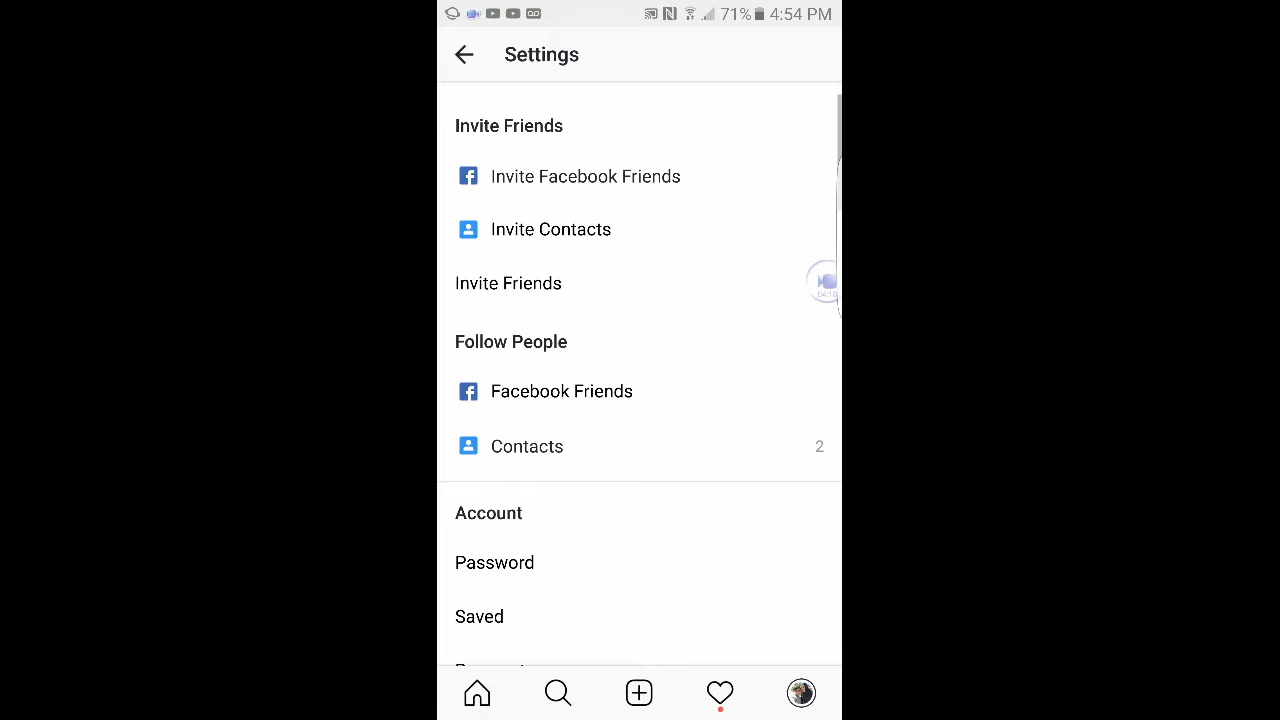 71% 4:54 PM
Settings
Invite Friends
Invite Facebook Friends
Invite Contacts
Invite Friends
Follow People
Facebook Friends
Contacts 2
Account
Password
Saved